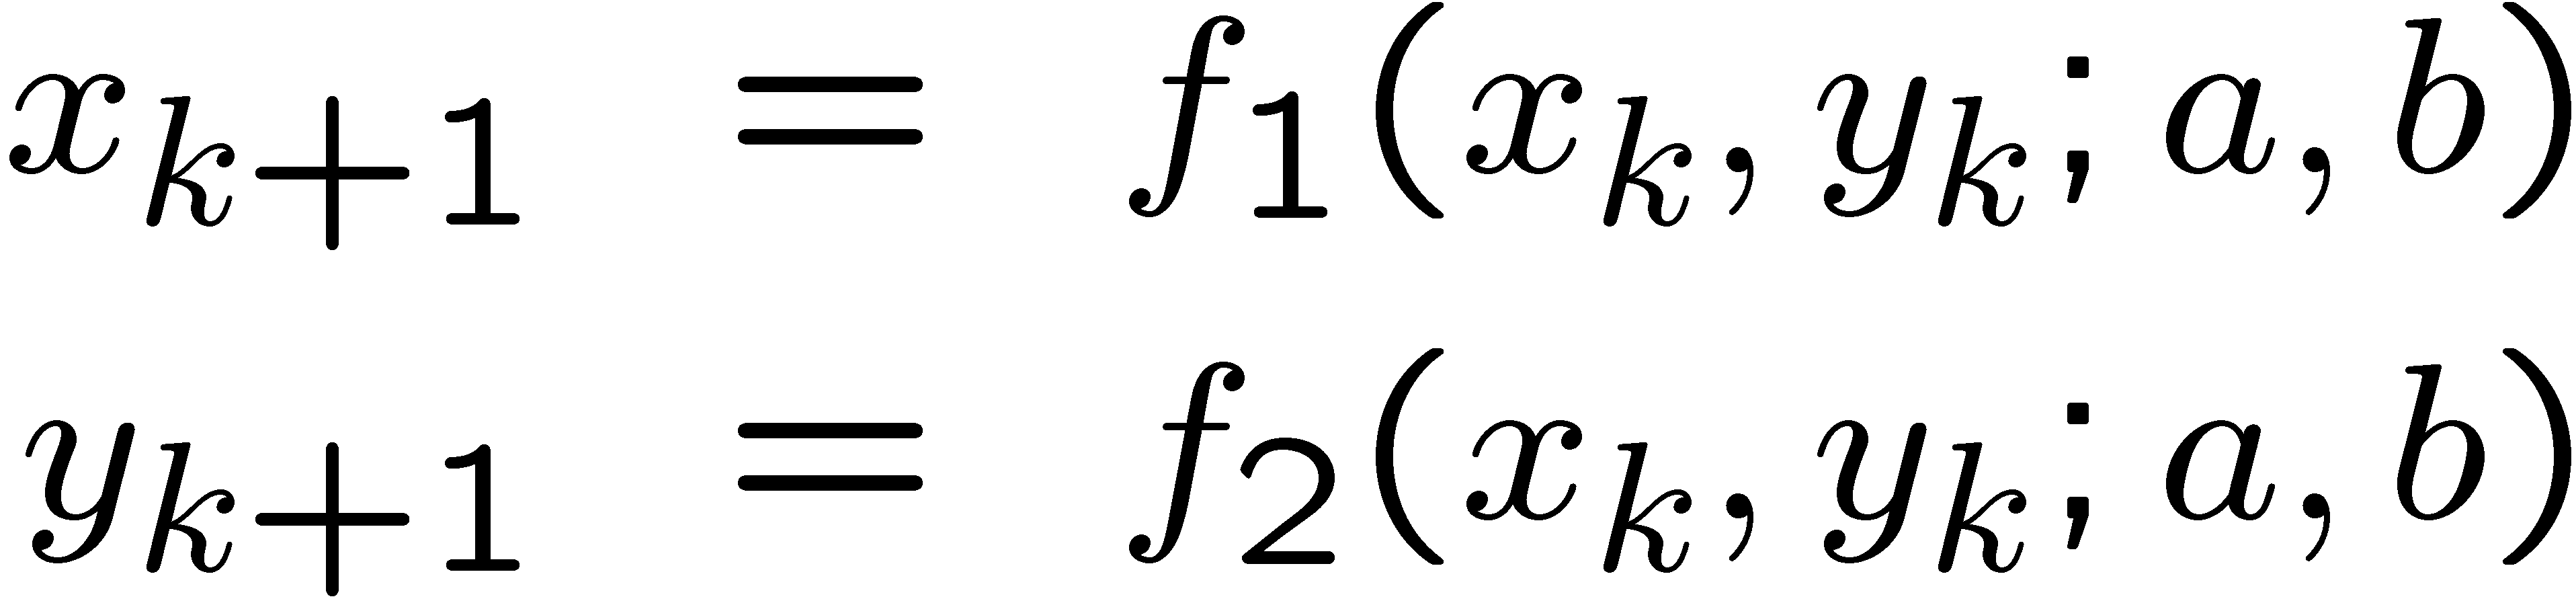 x_{k+1} = f_1(x_k, y_k; a, b)
y_{k+1} = f_2(x_k, y_k; a, b)